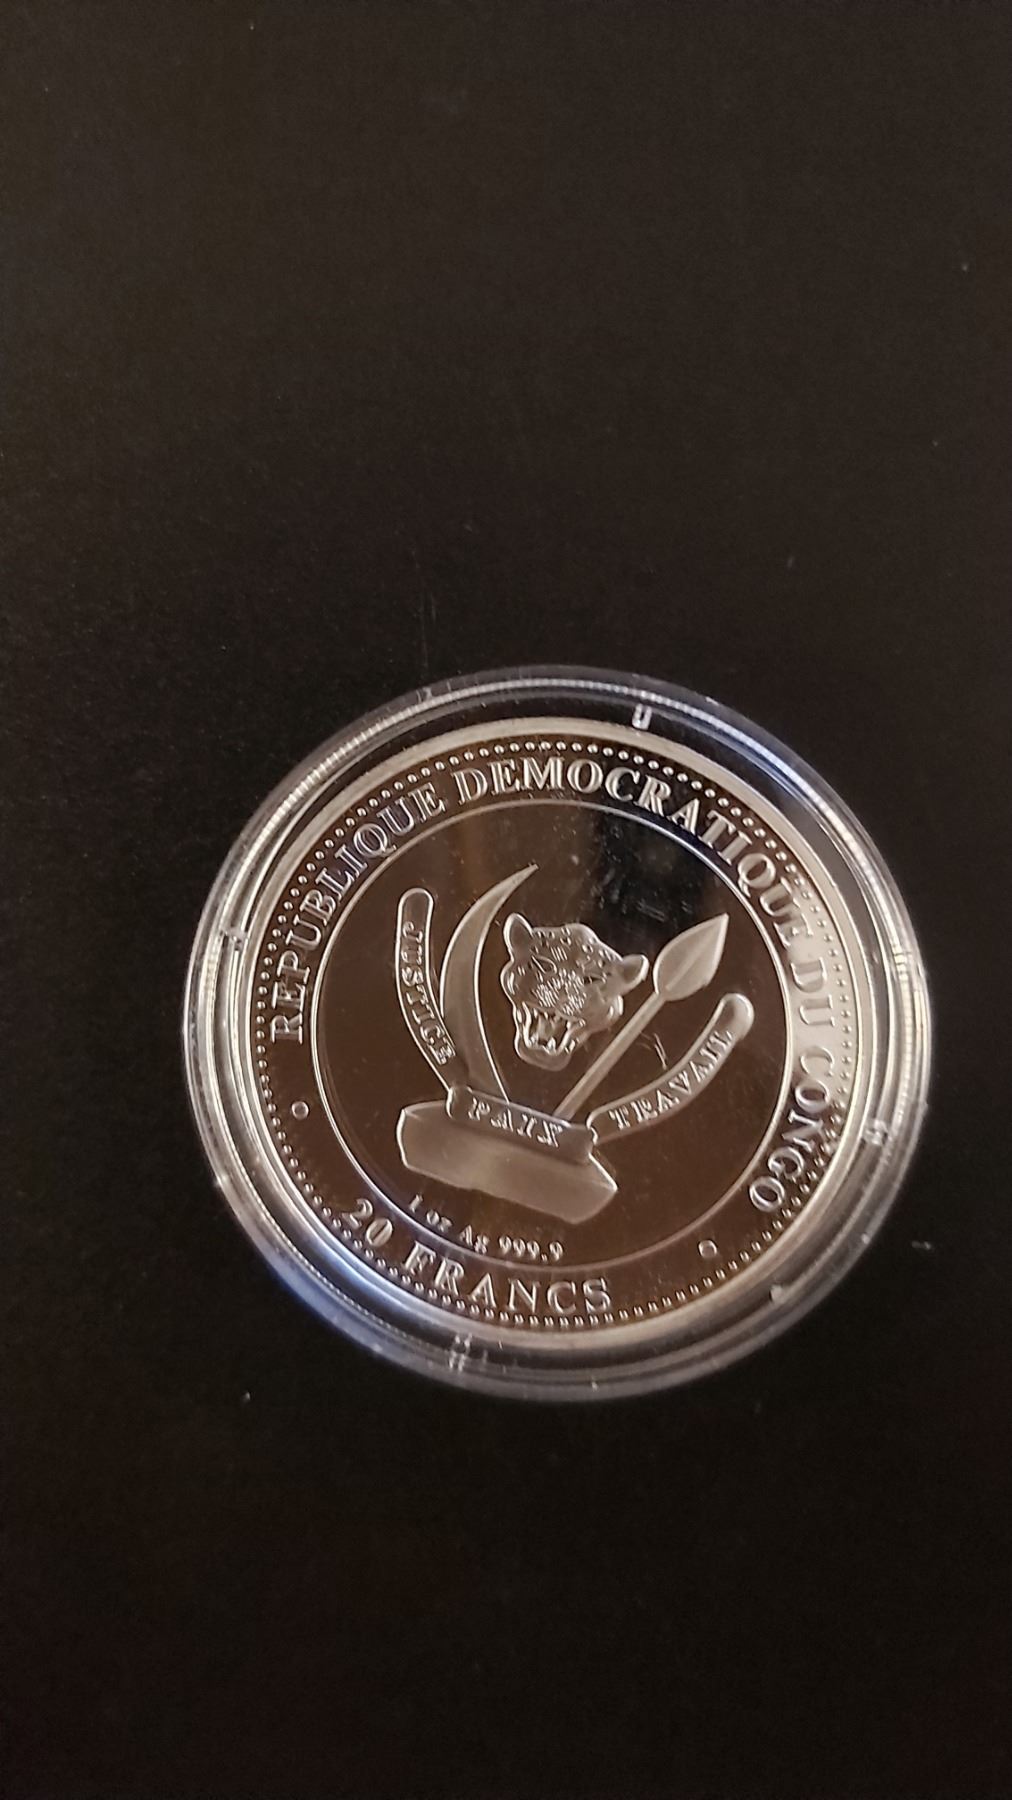 REPUBLIQUE DEMOCRATIQUE DU CONGO
JUSTICE
PAIX
TRAVAIL
1 oz Ag 999.9
20 FRANCS